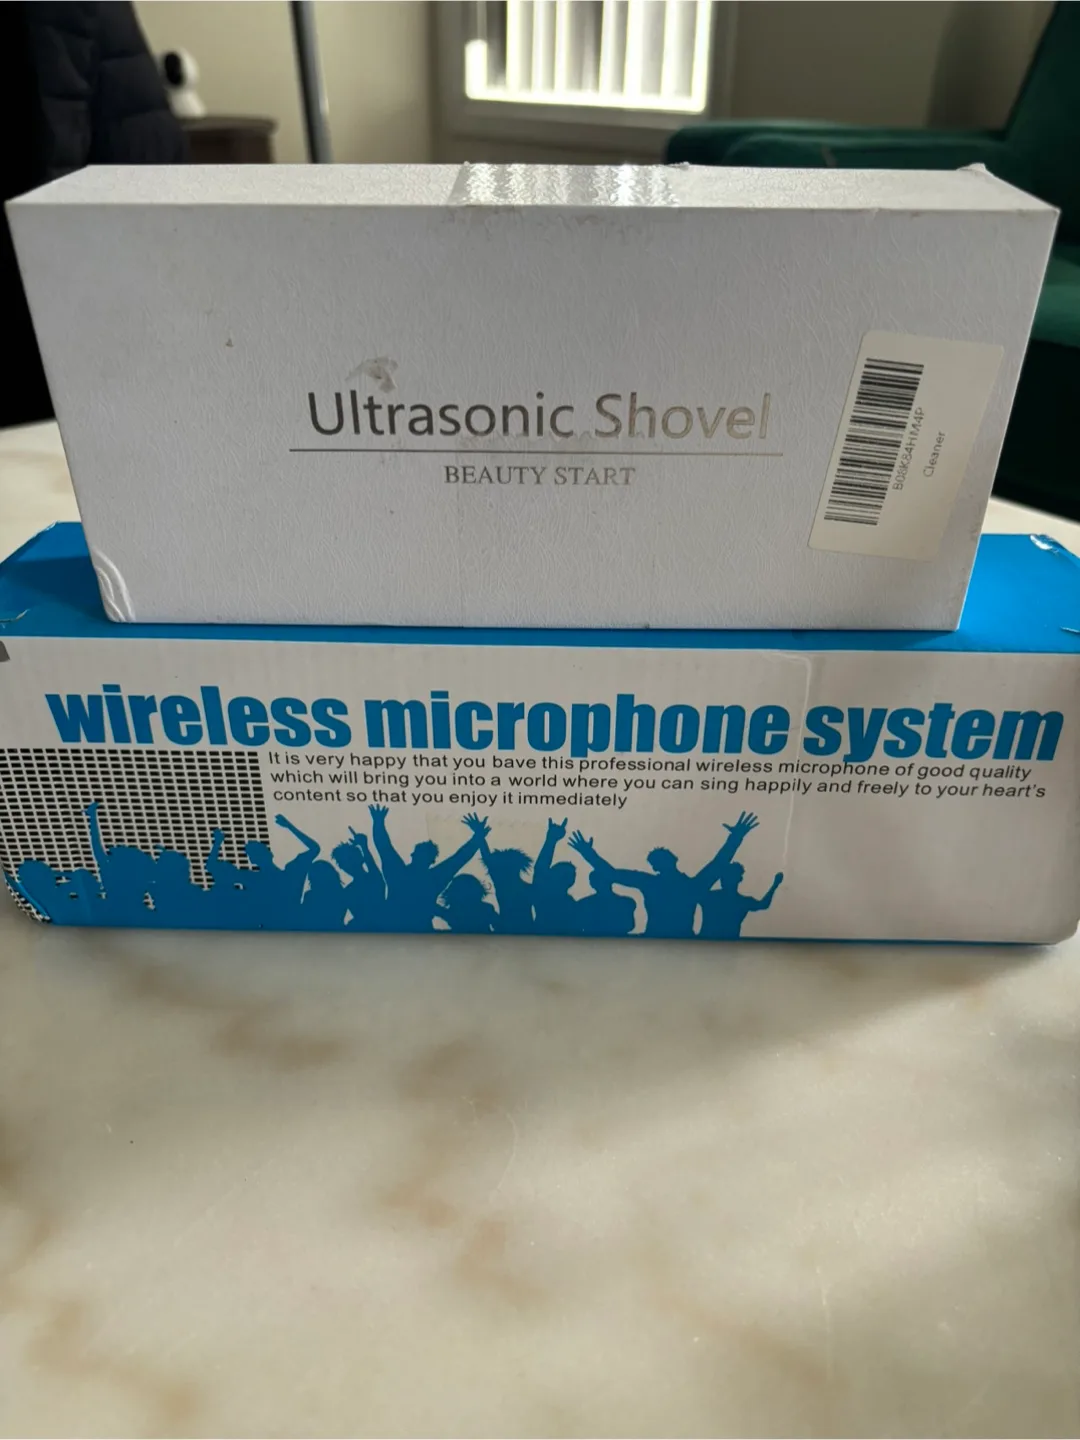 Ultrasonic Shovel
BEAUTY START
B08K84HM4P
Cleaner
wireless microphone system
It is very happy that you bave this professional wireless microphone of good quality
which will bring you into a world where you can sing happily and freely to your heart's
content so that you enjoy it immediately